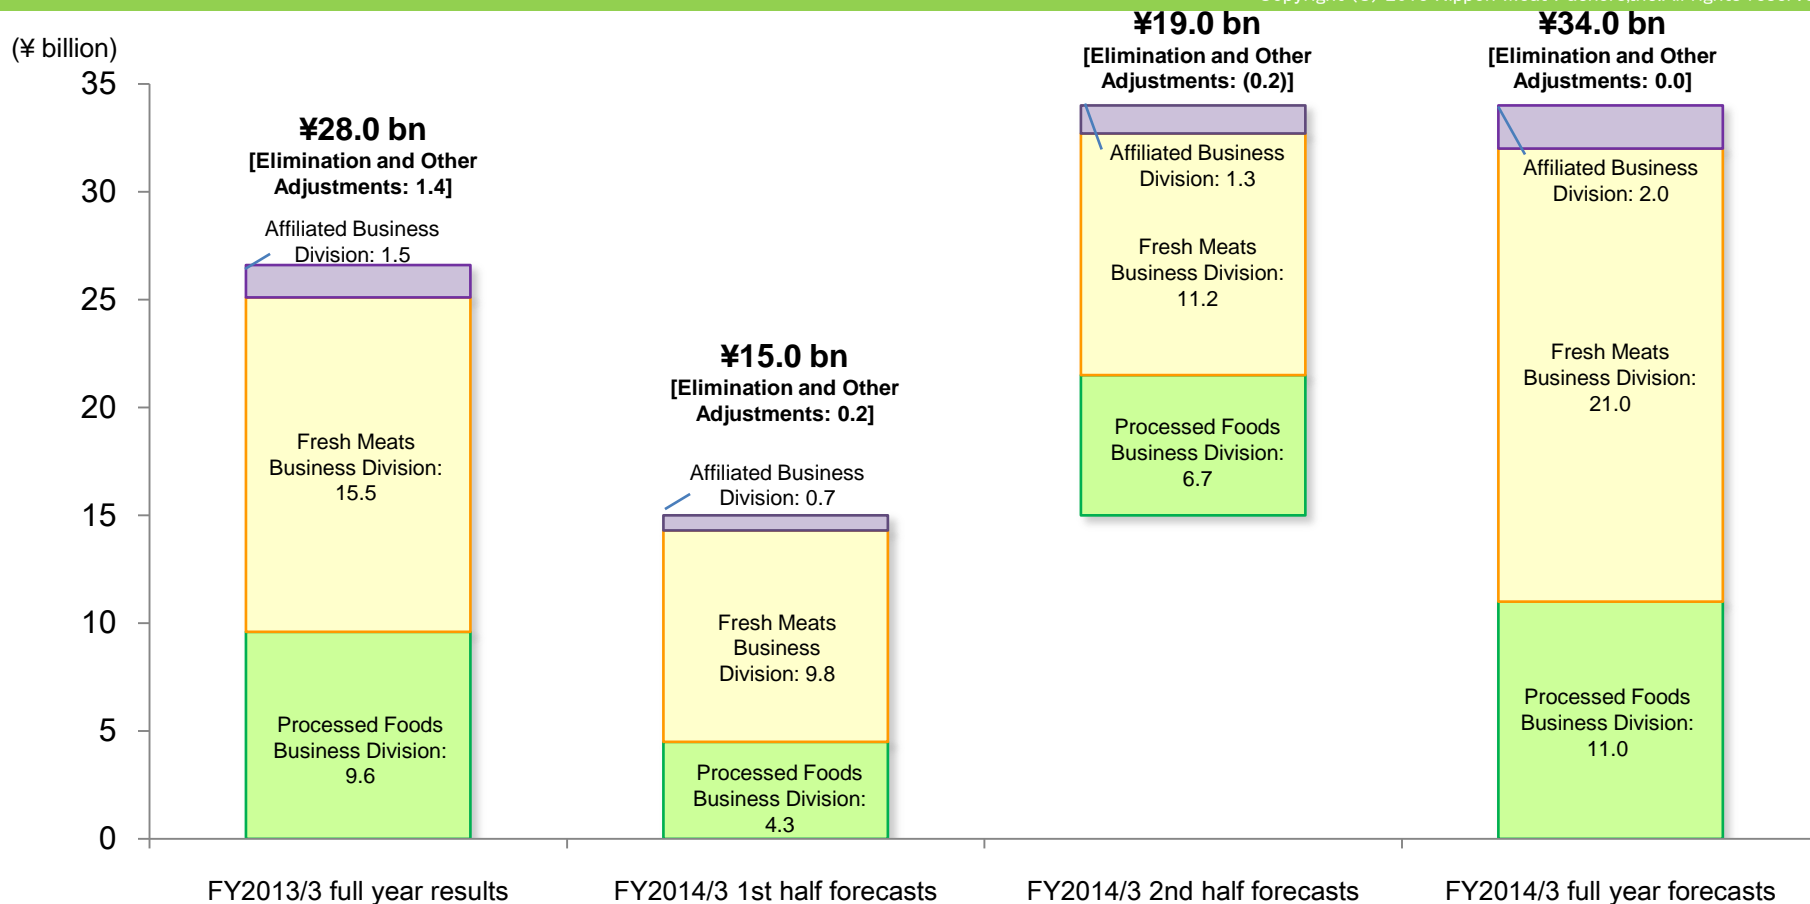 (¥ billion)
35
30
25
20
15
10
5
0
¥28.0 bn
[Elimination and Other
Adjustments: 1.4]
Affiliated Business
Division: 1.5
Fresh Meats
Business Division:
15.5
Processed Foods
Business Division:
9.6
¥15.0 bn
[Elimination and Other
Adjustments: 0.2]
Affiliated Business
Division: 0.7
Fresh Meats
Business
Division: 9.8
Processed Foods
Business Division:
4.3
¥19.0 bn
[Elimination and Other
Adjustments: (0.2)]
Affiliated Business
Division: 1.3
Fresh Meats
Business Division:
11.2
Processed Foods
Business Division:
6.7
¥34.0 bn
[Elimination and Other
Adjustments: 0.0]
Affiliated Business
Division: 2.0
Fresh Meats
Business Division:
21.0
Processed Foods
Business Division:
11.0
FY2013/3 full year results
FY2014/3 1st half forecasts
FY2014/3 2nd half forecasts
FY2014/3 full year forecasts